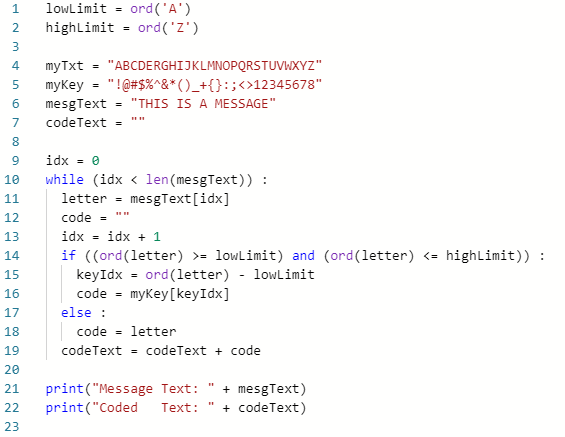 1 lowLimit = ord('A')
2 highLimit = ord('Z')
3
4 myTxt = "ABCDERGHIJKLMNOPQRSTUVWXYZ"
5 myKey = "!@#$%^&*()_+{}:;<>12345678"
6 mesgText = "THIS IS A MESSAGE"
7 codeText = ""
8
9 idx = 0
10 while (idx < len(mesgText)) :
11   letter = mesgText[idx]
12   code = ""
13   idx = idx + 1
14   if ((ord(letter) >= lowLimit) and (ord(letter) <= highLimit)) :
15     keyIdx = ord(letter) - lowLimit
16     code = myKey[keyIdx]
17   else :
18     code = letter
19   codeText = codeText + code
20
21 print("Message Text: " + mesgText)
22 print("Coded   Text: " + codeText)
23